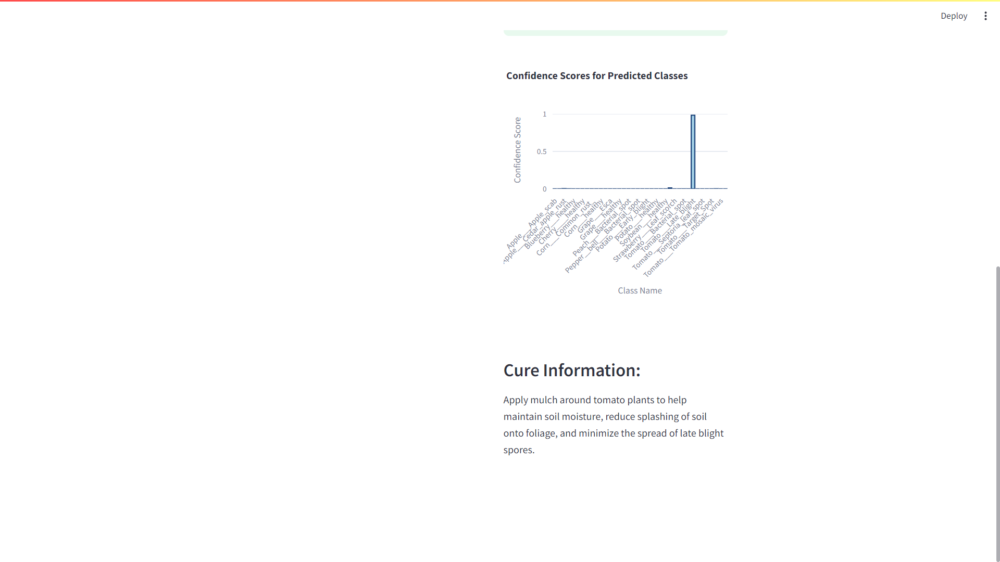 Deploy
Confidence Scores for Predicted Classes
Confidence Score
1
0.5
0
Apple___Apple_scab
Apple___Cedar_apple_rust
Blueberry___healthy
Cherry___healthy
Corn___Common_rust_
Corn___healthy
Grape___Esca
Grape___healthy
Peach___Bacterial_spot
Pepper__bell___Bacterial_spot
Potato___Early_blight
Potato___healthy
Soybean___healthy
Strawberry___Leaf_scorch
Tomato___Bacterial_spot
Tomato___Late_blight
Tomato___Septoria_leaf_spot
Tomato___Target_Spot
Tomato___Tomato_mosaic_virus
Class Name
Cure Information:
Apply mulch around tomato plants to help
maintain soil moisture, reduce splashing of soil
onto foliage, and minimize the spread of late blight
spores.